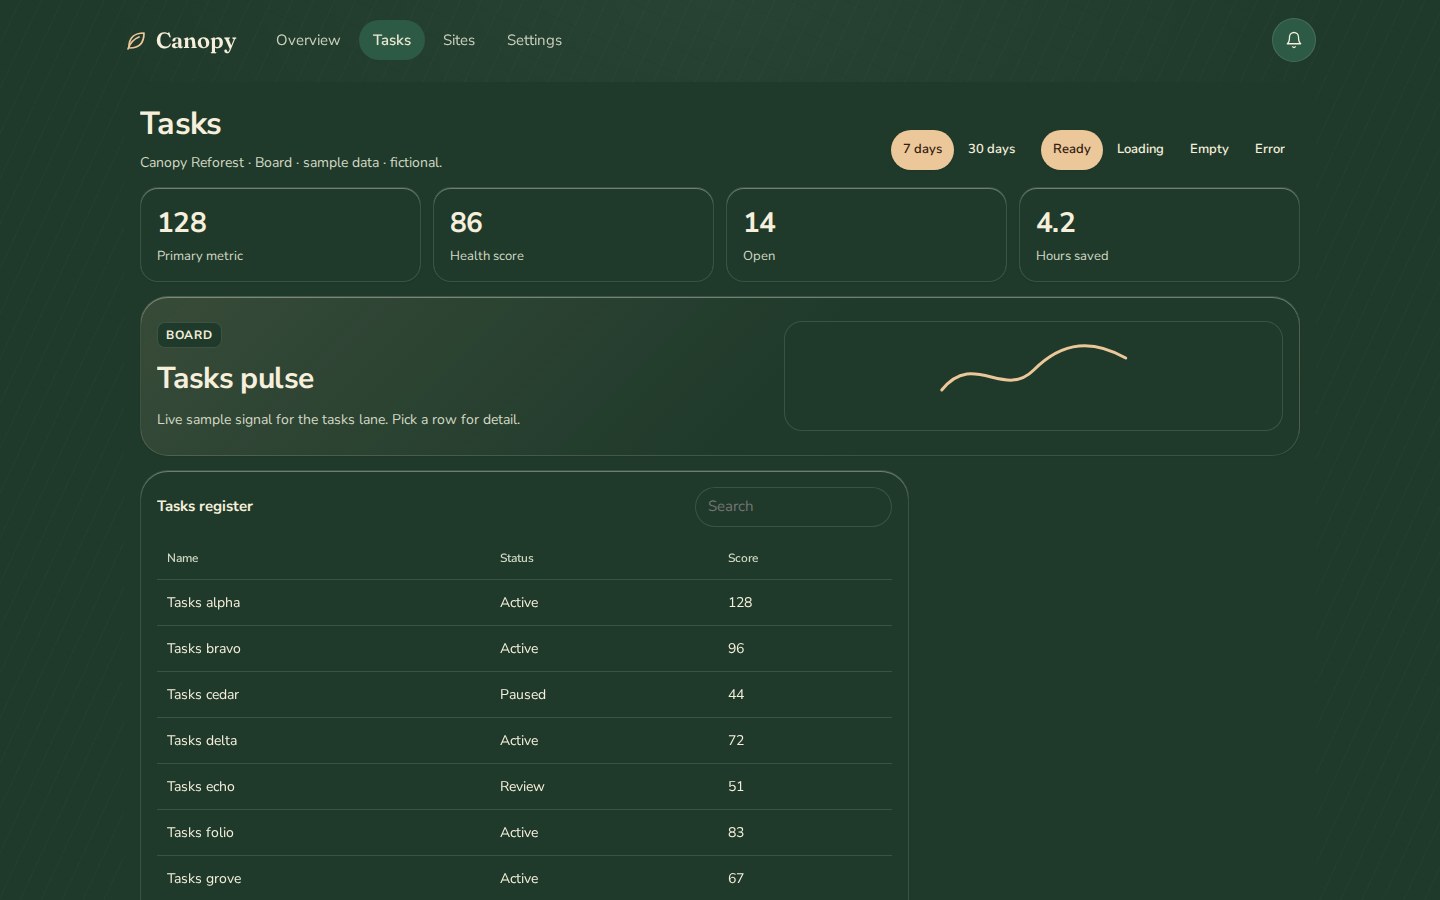 Canopy Overview Tasks Sites Settings
Tasks
Canopy Reforest · Board · sample data · fictional.
7 days 30 days Ready Loading Empty Error
128 86 14 4.2
Primary metric Health score Open Hours saved
BOARD
Tasks pulse
Live sample signal for the tasks lane. Pick a row for detail.
Tasks register Search
Name Status Score
Tasks alpha Active 128
Tasks bravo Active 96
Tasks cedar Paused 44
Tasks delta Active 72
Tasks echo Review 51
Tasks folio Active 83
Tasks grove Active 67